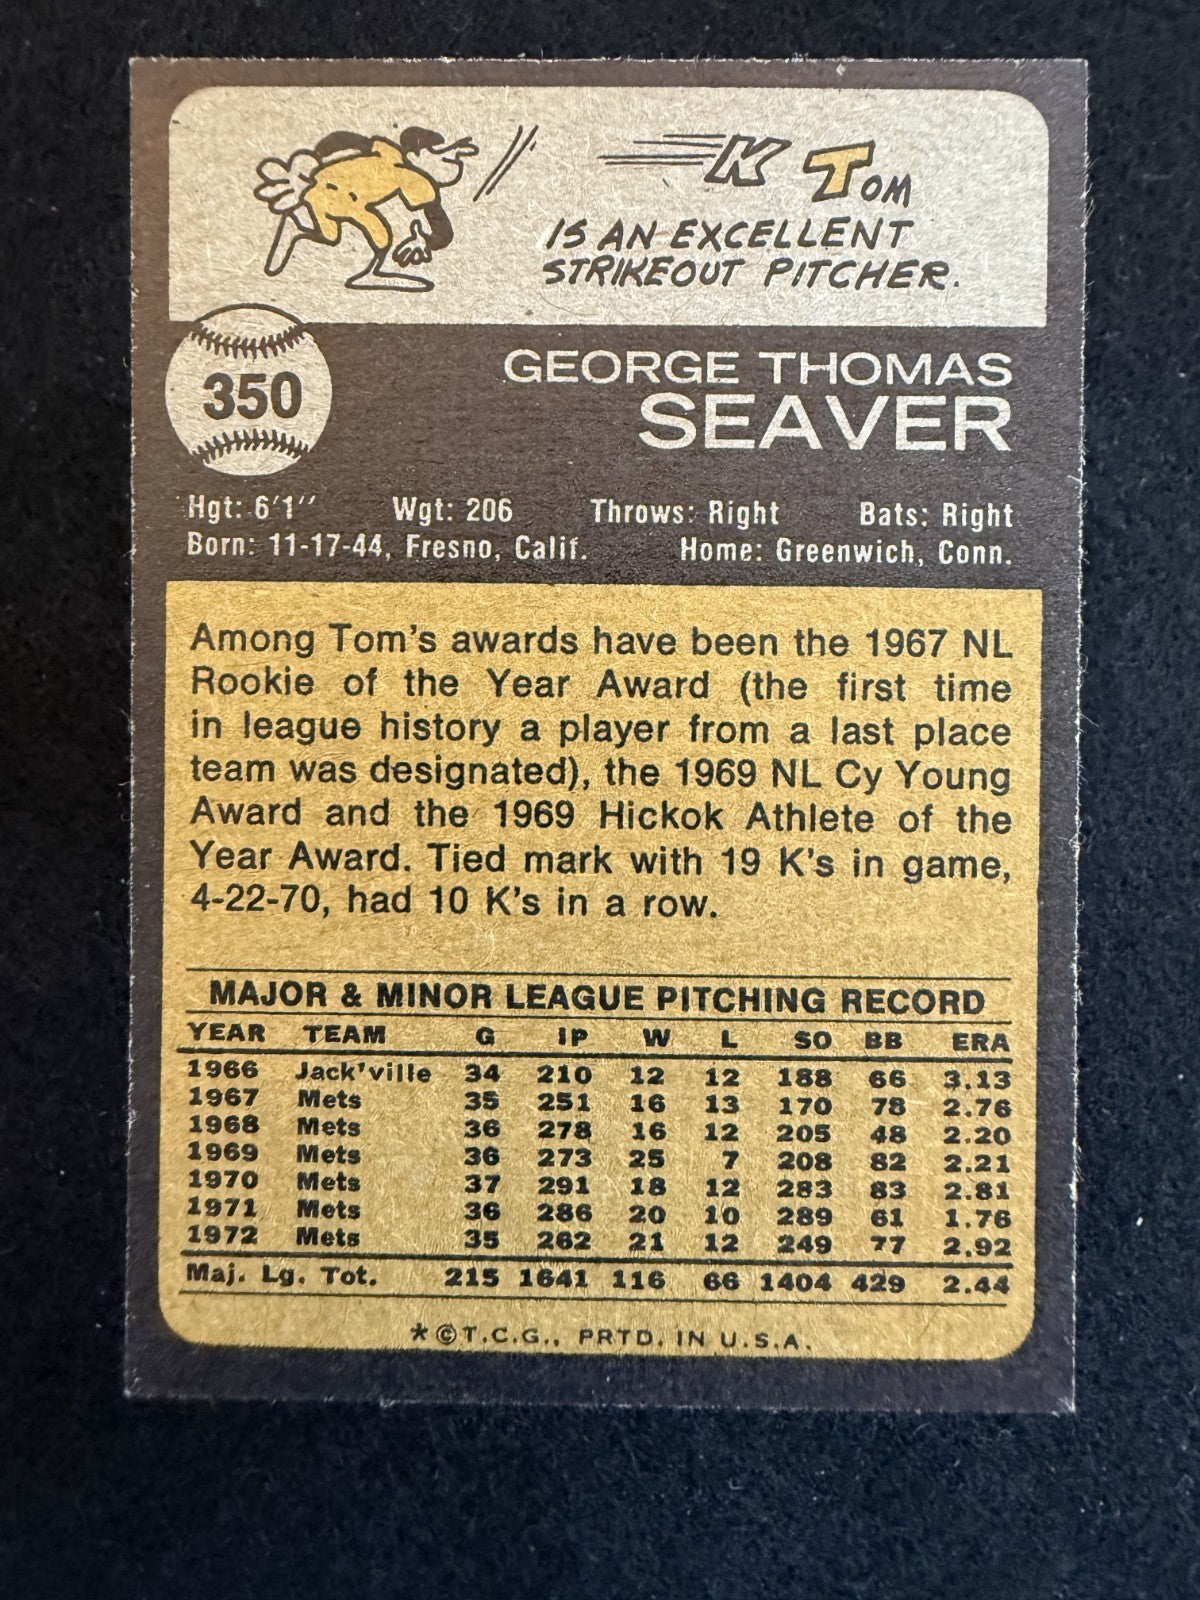 K Tom
IS AN EXCELLENT
STRIKEOUT PITCHER.
350
GEORGE THOMAS
SEAVER
Hgt: 6'1" Wgt: 206 Throws: Right Bats: Right
Born: 11-17-44, Fresno, Calif. Home: Greenwich, Conn.
Among Tom's awards have been the 1967 NL
Rookie of the Year Award (the first time
in league history a player from a last place
team was designated), the 1969 NL Cy Young
Award and the 1969 Hickok Athlete of the
Year Award. Tied mark with 19 K's in game,
4-22-70, had 10 K's in a row.
MAJOR & MINOR LEAGUE PITCHING RECORD
YEAR TEAM G IP W L SO BB ERA
1966 Jack'ville 34 210 12 12 188 66 3.13
1967 Mets 35 251 16 13 170 78 2.76
1968 Mets 36 278 16 12 205 48 2.20
1969 Mets 36 273 25 7 208 82 2.21
1970 Mets 37 291 18 12 283 83 2.81
1971 Mets 36 286 20 10 289 61 1.76
1972 Mets 35 262 21 12 249 77 2.92
Maj. Lg. Tot. 215 1641 116 66 1404 429 2.44
*©T.C.G., PRTD. IN U.S.A.